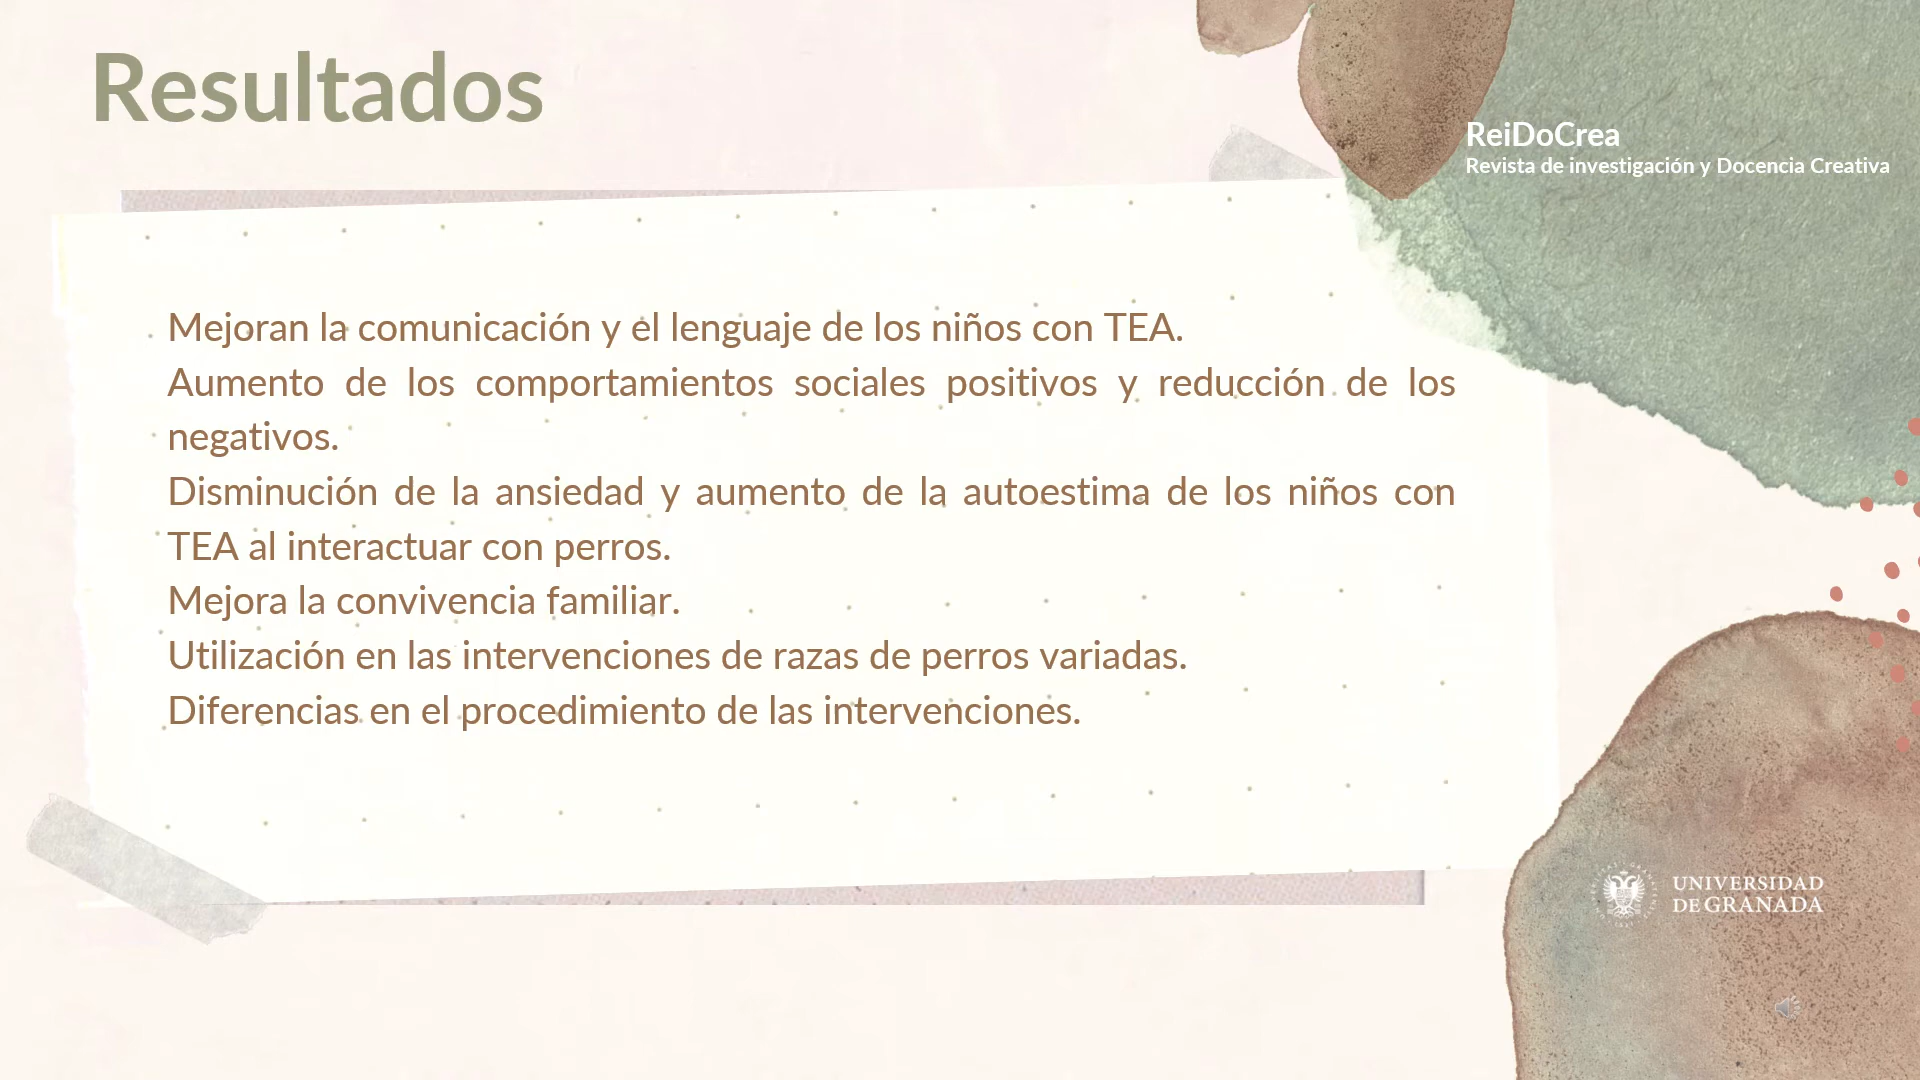 Resultados
ReiDoCrea
Revista de investigación y Docencia Creativa
Mejoran la comunicación y el lenguaje de los niños con TEA.
Aumento de los comportamientos sociales positivos y reducción de los
negativos.
Disminución de la ansiedad y aumento de la autoestima de los niños con
TEA al interactuar con perros.
Mejora la convivencia familiar.
Utilización en las intervenciones de razas de perros variadas.
Diferencias en el procedimiento de las intervenciones.
UNIVERSIDAD
DE GRANADA